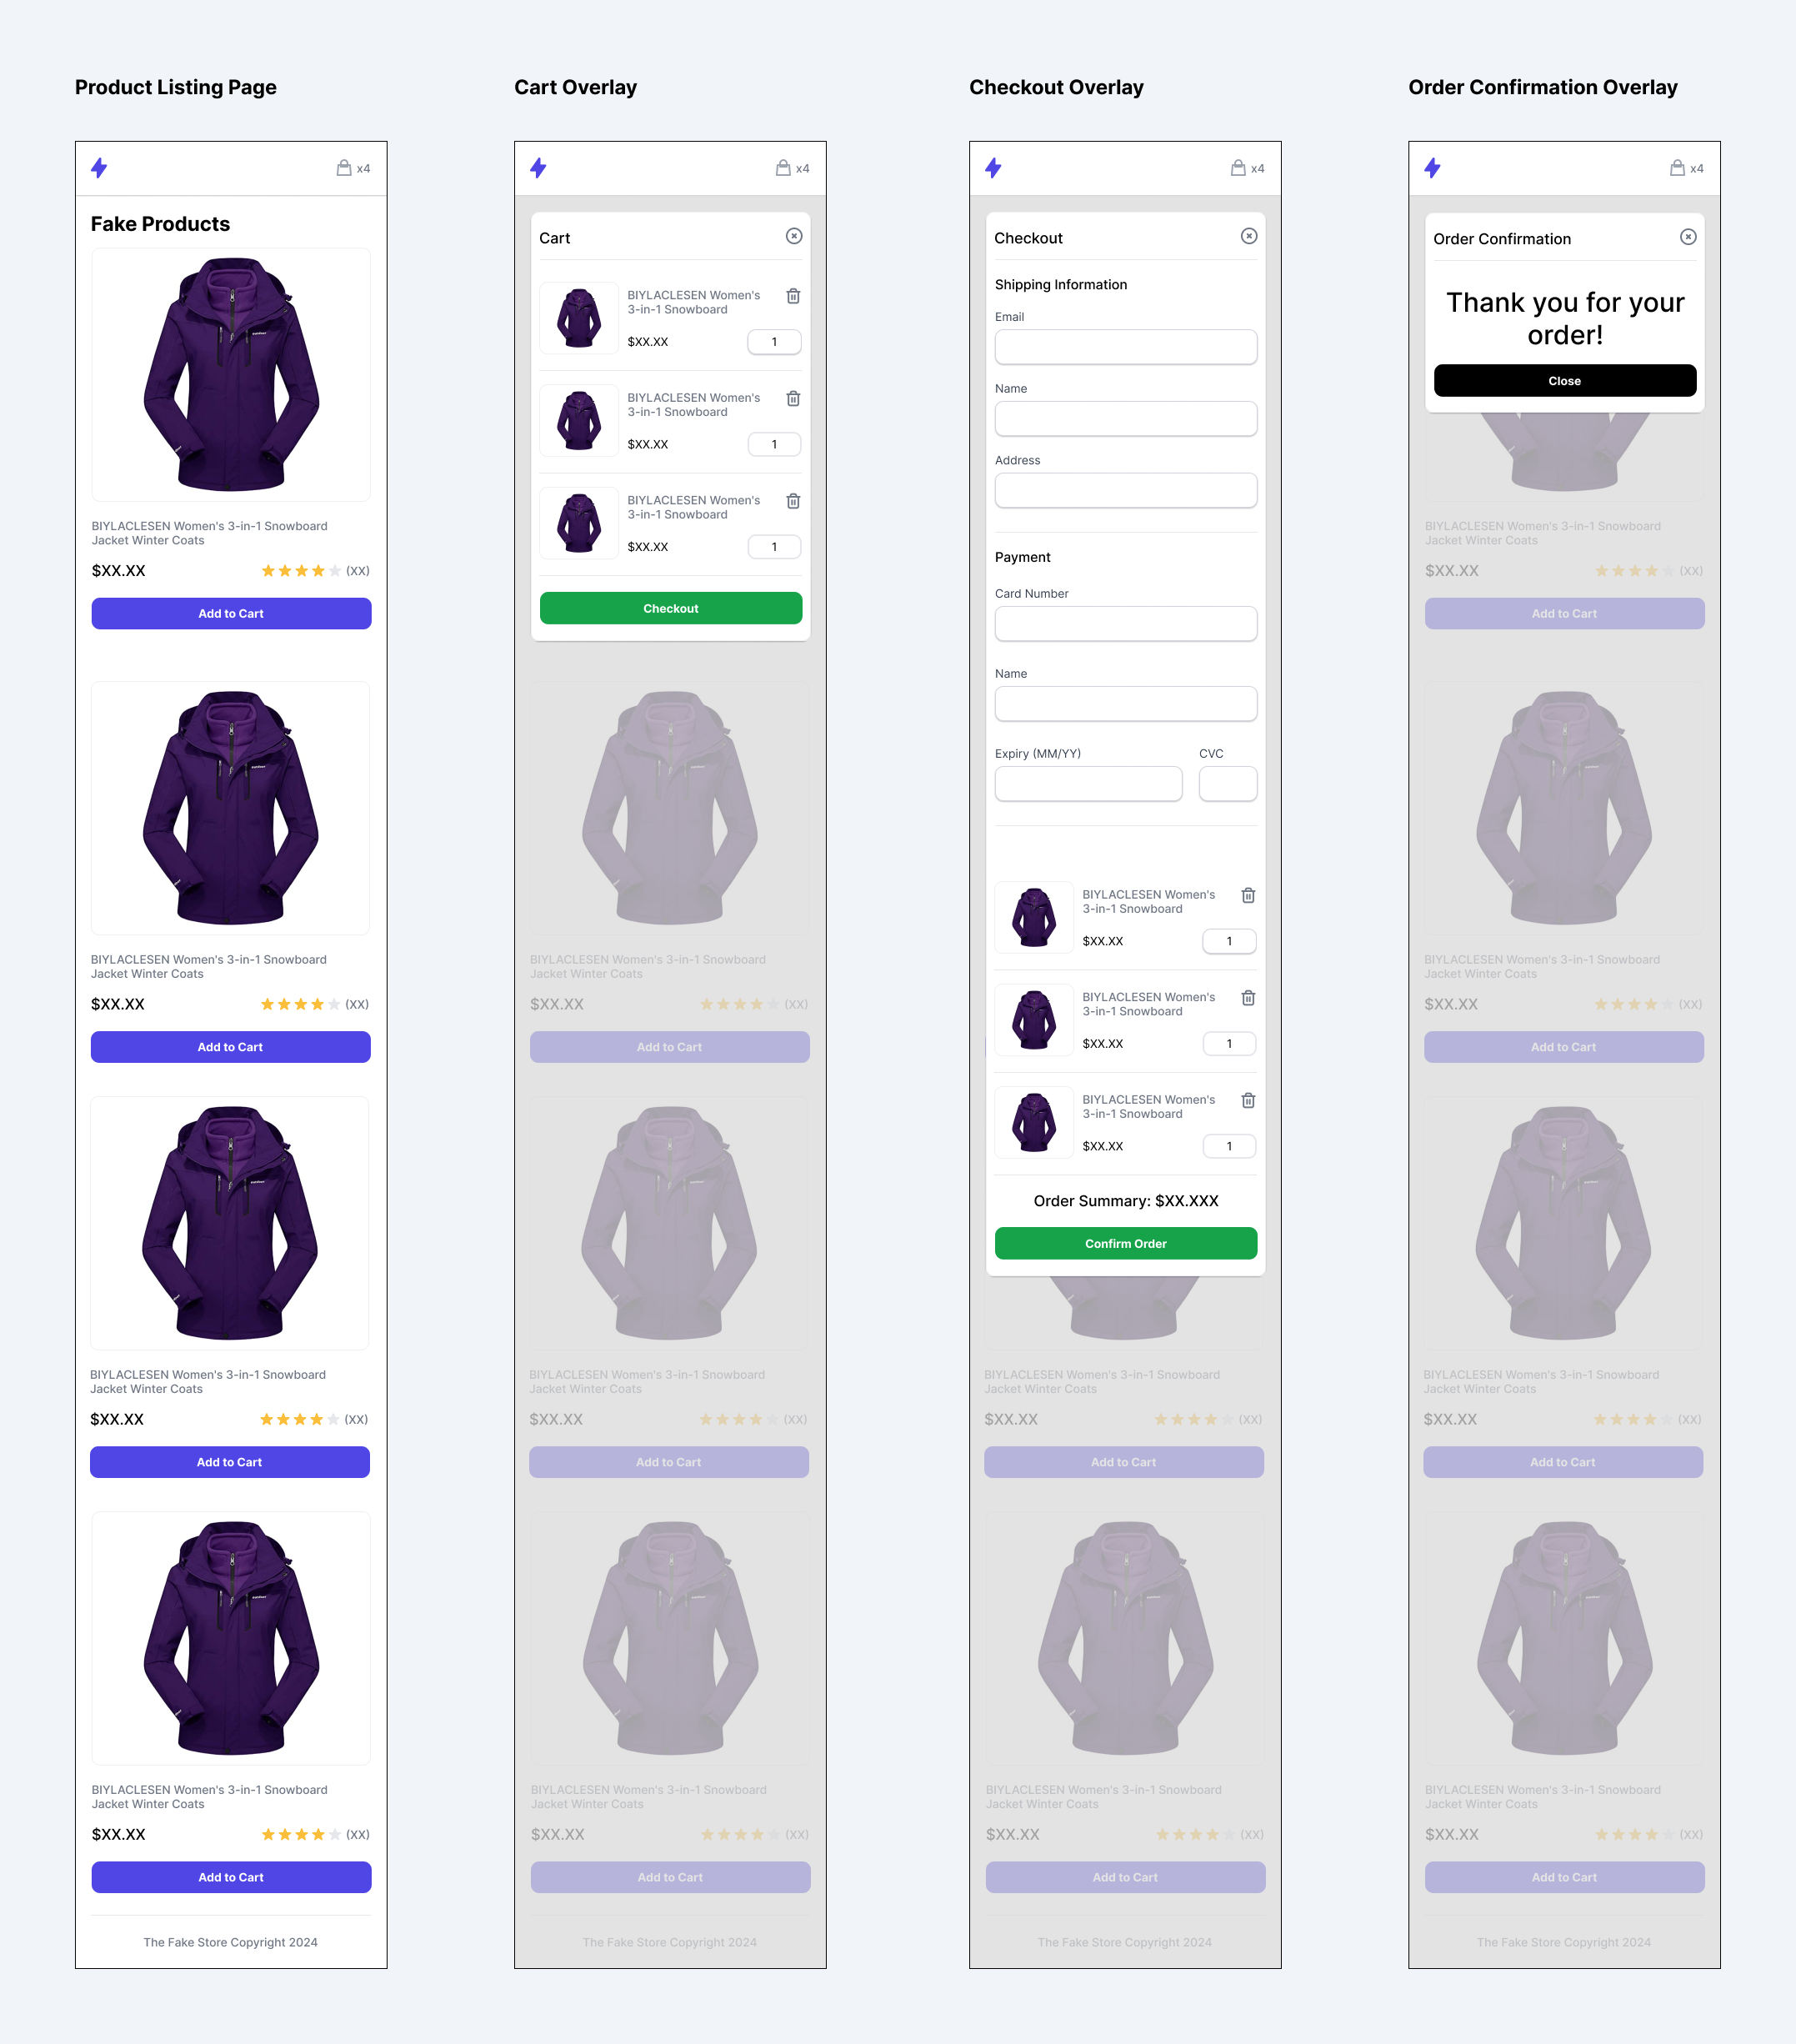 Product Listing Page
x4
Fake Products
BIYLACLESEN Women's 3-in-1 Snowboard
Jacket Winter Coats
$XX.XX
(XX)
Add to Cart
BIYLACLESEN Women's 3-in-1 Snowboard
Jacket Winter Coats
$XX.XX
(XX)
Add to Cart
BIYLACLESEN Women's 3-in-1 Snowboard
Jacket Winter Coats
$XX.XX
(XX)
Add to Cart
BIYLACLESEN Women's 3-in-1 Snowboard
Jacket Winter Coats
$XX.XX
(XX)
Add to Cart
The Fake Store Copyright 2024
Cart Overlay
x4
Cart
BIYLACLESEN Women's
3-in-1 Snowboard
$XX.XX
1
BIYLACLESEN Women's
3-in-1 Snowboard
$XX.XX
1
BIYLACLESEN Women's
3-in-1 Snowboard
$XX.XX
1
Checkout
BIYLACLESEN Women's 3-in-1 Snowboard
Jacket Winter Coats
$XX.XX
(XX)
Add to Cart
BIYLACLESEN Women's 3-in-1 Snowboard
Jacket Winter Coats
$XX.XX
(XX)
Add to Cart
BIYLACLESEN Women's 3-in-1 Snowboard
Jacket Winter Coats
$XX.XX
(XX)
Add to Cart
The Fake Store Copyright 2024
Checkout Overlay
x4
Checkout
Shipping Information
Email
Name
Address
Payment
Card Number
Name
Expiry (MM/YY)
CVC
BIYLACLESEN Women's
3-in-1 Snowboard
$XX.XX
1
BIYLACLESEN Women's
3-in-1 Snowboard
$XX.XX
1
BIYLACLESEN Women's
3-in-1 Snowboard
$XX.XX
1
Order Summary: $XX.XXX
Confirm Order
BIYLACLESEN Women's 3-in-1 Snowboard
Jacket Winter Coats
$XX.XX
(XX)
Add to Cart
BIYLACLESEN Women's 3-in-1 Snowboard
Jacket Winter Coats
$XX.XX
(XX)
Add to Cart
The Fake Store Copyright 2024
Order Confirmation Overlay
x4
Order Confirmation
Thank you for your
order!
Close
BIYLACLESEN Women's 3-in-1 Snowboard
Jacket Winter Coats
$XX.XX
(XX)
Add to Cart
BIYLACLESEN Women's 3-in-1 Snowboard
Jacket Winter Coats
$XX.XX
(XX)
Add to Cart
BIYLACLESEN Women's 3-in-1 Snowboard
Jacket Winter Coats
$XX.XX
(XX)
Add to Cart
BIYLACLESEN Women's 3-in-1 Snowboard
Jacket Winter Coats
$XX.XX
(XX)
Add to Cart
The Fake Store Copyright 2024